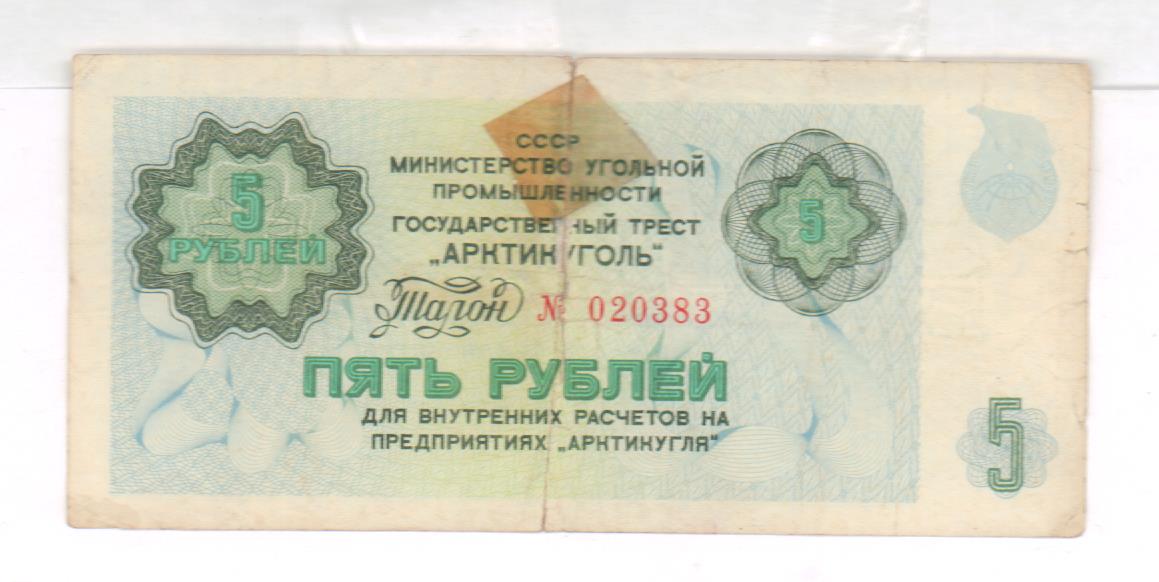 СССР
МИНИСТЕРСТВО УГОЛЬНОЙ
ПРОМЫШЛЕННОСТИ
ГОСУДАРСТВЕННЫЙ ТРЕСТ
„АРКТИКУГОЛЬ“
5
РУБЛЕЙ
5
Талон № 020383
ПЯТЬ РУБЛЕЙ
ДЛЯ ВНУТРЕННИХ РАСЧЕТОВ НА
ПРЕДПРИЯТИЯХ „АРКТИКУГЛЯ“
5